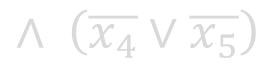 ∧ (x̅₄ ∨ x̅₅)